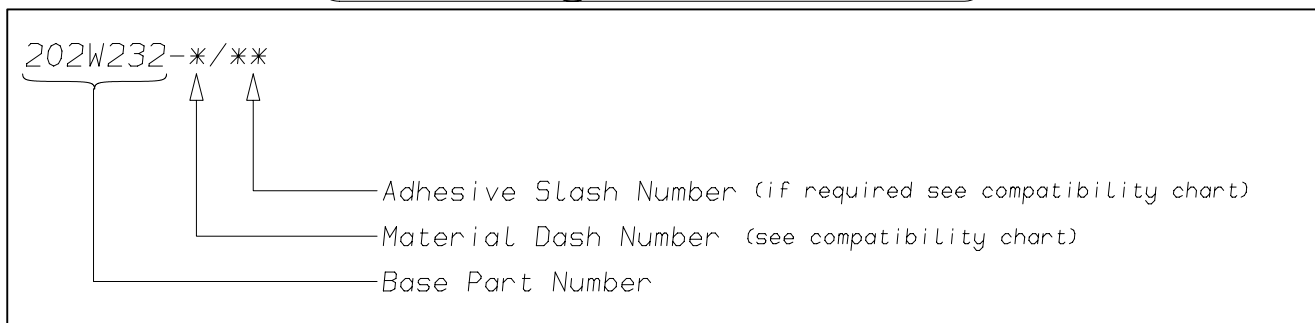 202W232-*/**
Adhesive Slash Number (if required see compatibility chart)
Material Dash Number (see compatibility chart)
Base Part Number